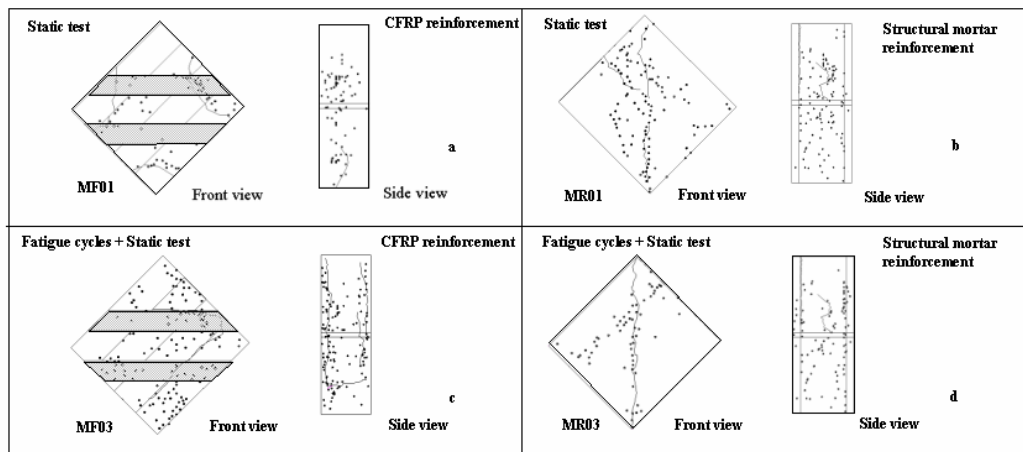 Static test
CFRP reinforcement
a
MF01
Front view
Side view
Static test
Structural mortar
reinforcement
b
MR01
Front view
Side view
Fatigue cycles + Static test
CFRP reinforcement
c
MF03
Front view
Side view
Fatigue cycles + Static test
Structural mortar
reinforcement
d
MR03
Front view
Side view